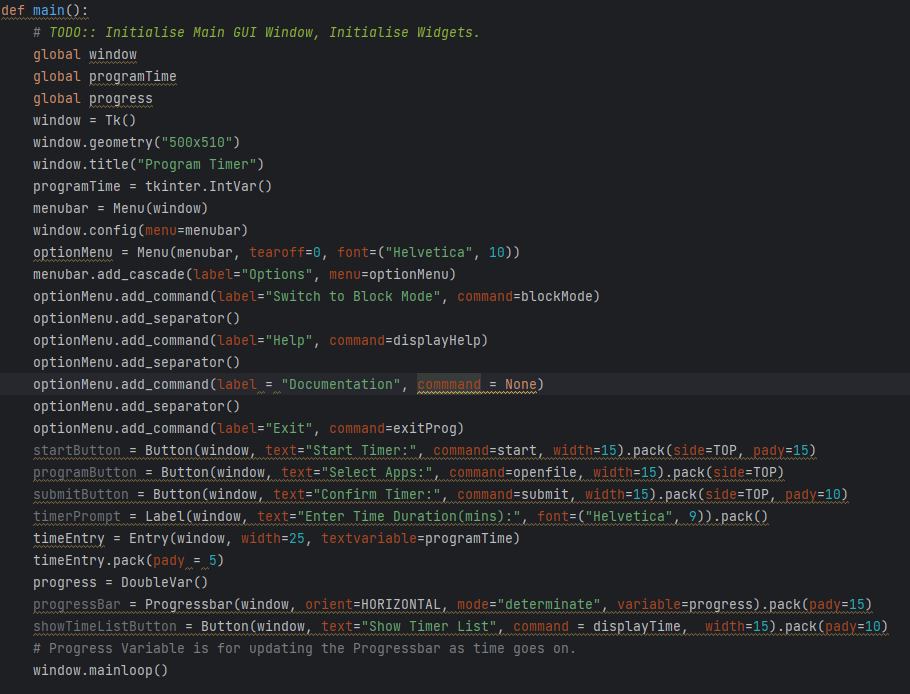 def main():
    # TODO:: Initialise Main GUI Window, Initialise Widgets.
    global window
    global programTime
    global progress
    window = Tk()
    window.geometry("500x510")
    window.title("Program Timer")
    programTime = tkinter.IntVar()
    menubar = Menu(window)
    window.config(menu=menubar)
    optionMenu = Menu(menubar, tearoff=0, font=("Helvetica", 10))
    menubar.add_cascade(label="Options", menu=optionMenu)
    optionMenu.add_command(label="Switch to Block Mode", command=blockMode)
    optionMenu.add_separator()
    optionMenu.add_command(label="Help", command=displayHelp)
    optionMenu.add_separator()
    optionMenu.add_command(label = "Documentation", commmand = None)
    optionMenu.add_separator()
    optionMenu.add_command(label="Exit", command=exitProg)
    startButton = Button(window, text="Start Timer:", command=start, width=15).pack(side=TOP, pady=15)
    programButton = Button(window, text="Select Apps:", command=openfile, width=15).pack(side=TOP)
    submitButton = Button(window, text="Confirm Timer:", command=submit, width=15).pack(side=TOP, pady=10)
    timerPrompt = Label(window, text="Enter Time Duration(mins):", font=("Helvetica", 9)).pack()
    timeEntry = Entry(window, width=25, textvariable=programTime)
    timeEntry.pack(pady = 5)
    progress = DoubleVar()
    progressBar = Progressbar(window, orient=HORIZONTAL, mode="determinate", variable=progress).pack(pady=15)
    showTimeListButton = Button(window, text="Show Timer List", command = displayTime,  width=15).pack(pady=10)
    # Progress Variable is for updating the Progressbar as time goes on.
    window.mainloop()